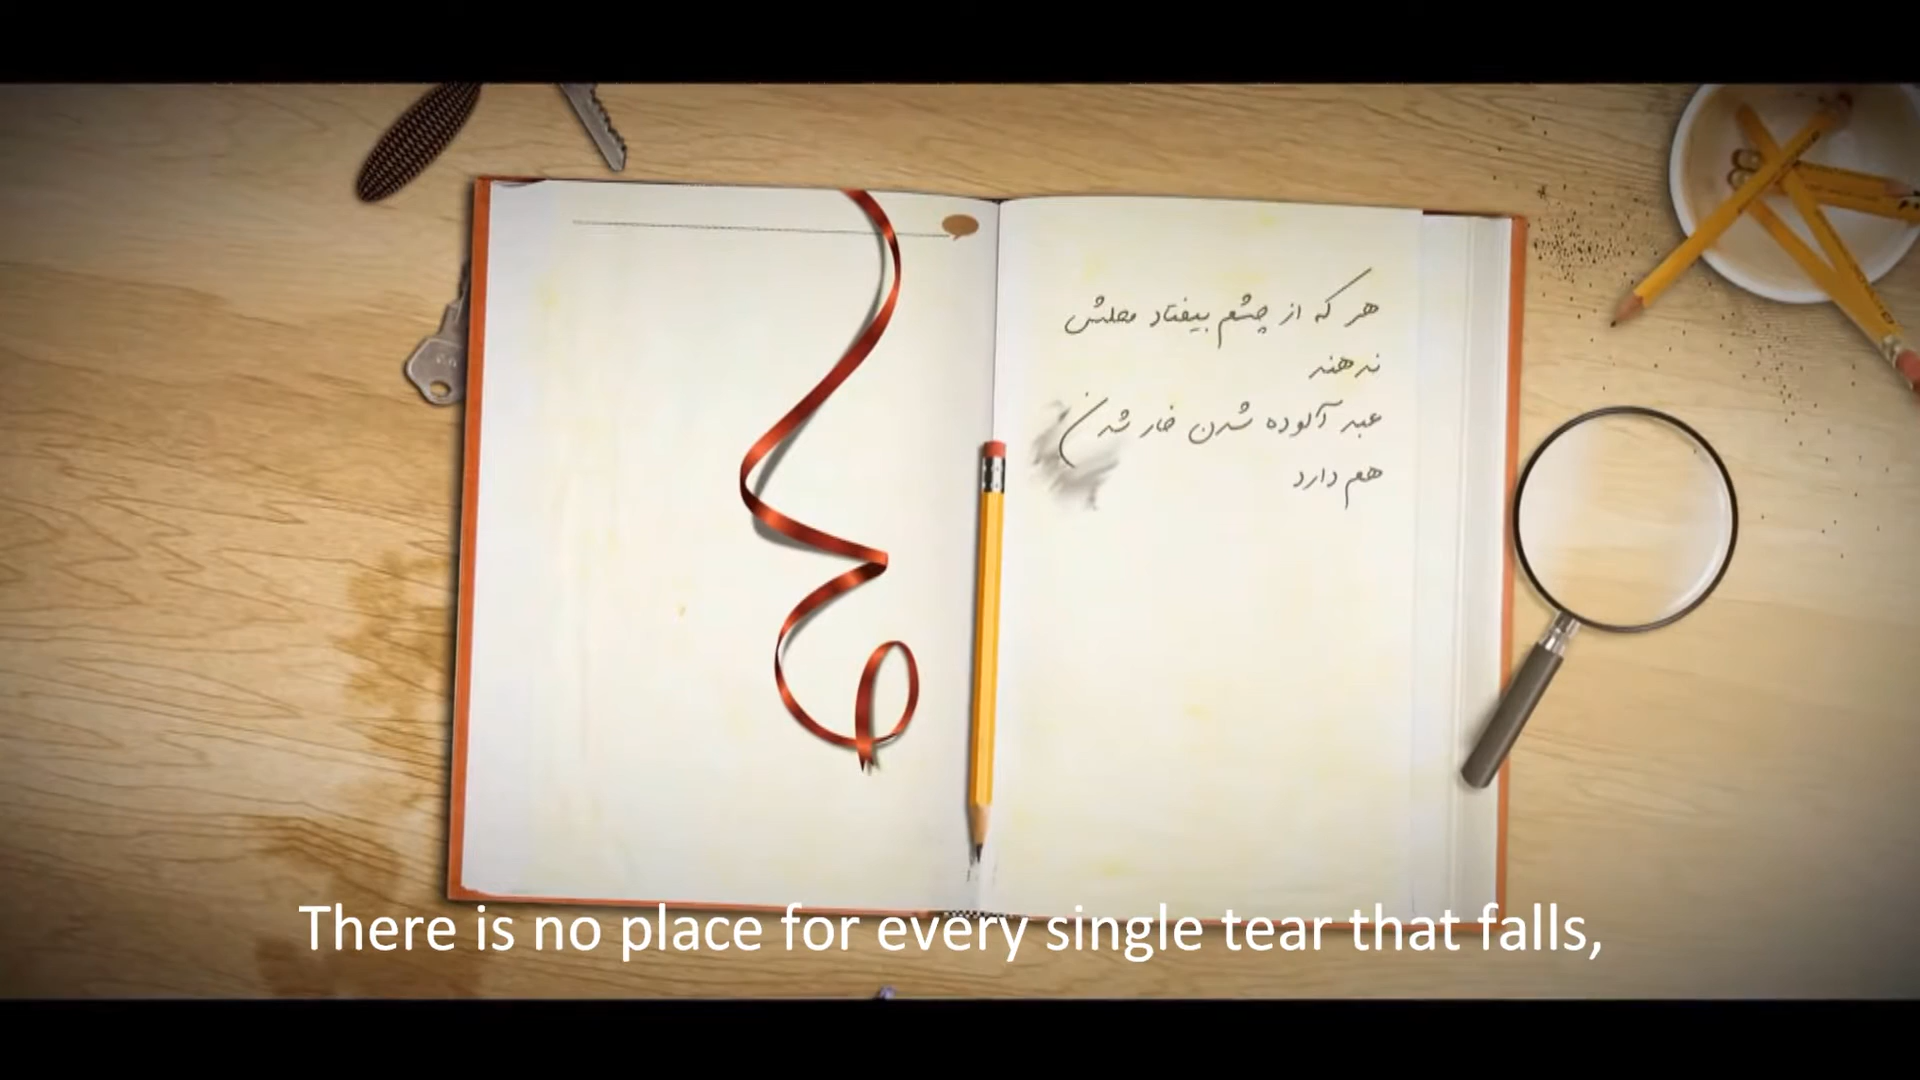 هر که از چشم بیفتاد محلش
ندهند
عبد آلوده شدن خار شدن
هم دارد
There is no place for every single tear that falls,